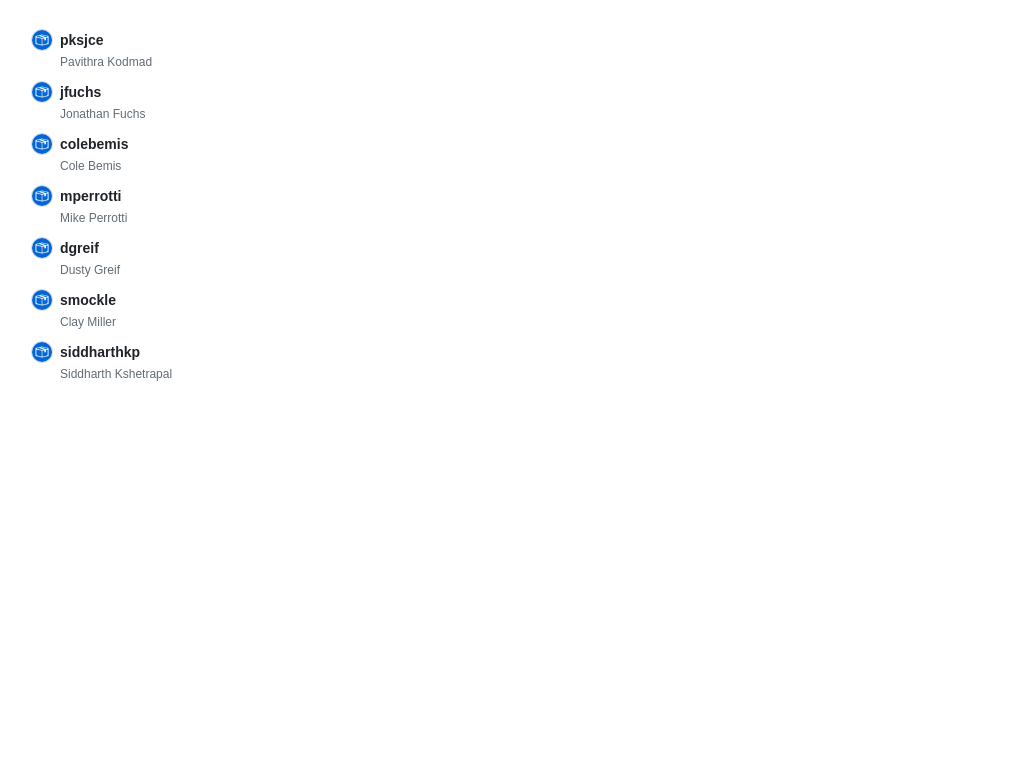 pksjce
Pavithra Kodmad
jfuchs
Jonathan Fuchs
colebemis
Cole Bemis
mperrotti
Mike Perrotti
dgreif
Dusty Greif
smockle
Clay Miller
siddharthkp
Siddharth Kshetrapal